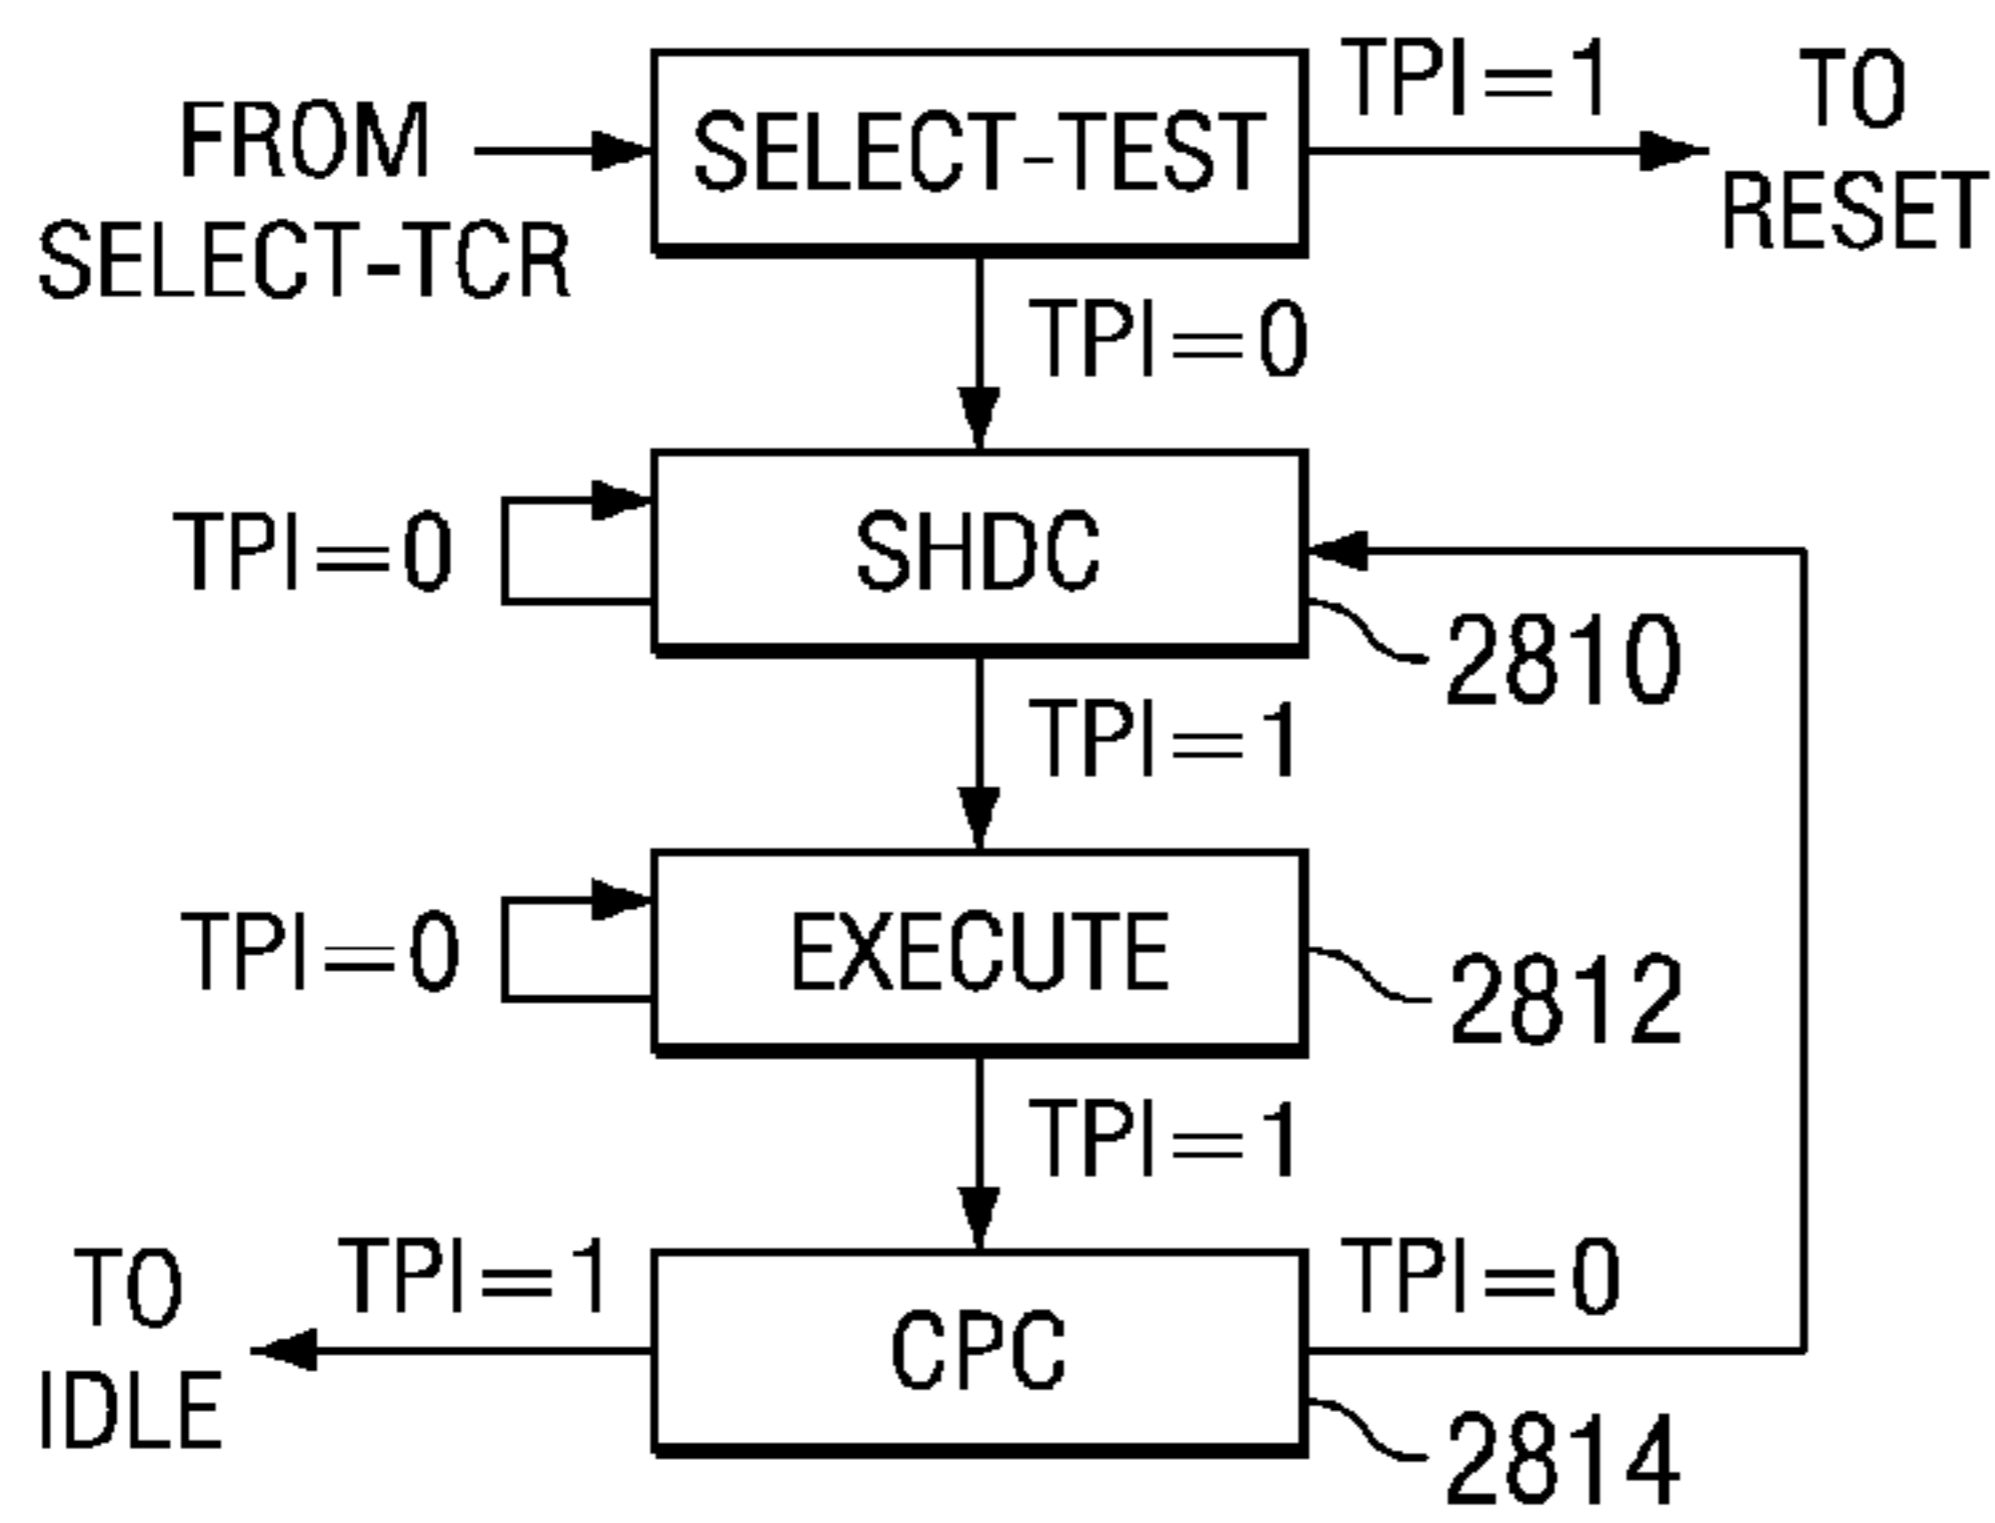 FROM
SELECT-TCR
SELECT-TEST
TPI=1
TO
RESET
TPI=0
TPI=0
SHDC
2810
TPI=1
TPI=0
EXECUTE
2812
TPI=1
TO
IDLE
TPI=1
CPC
TPI=0
2814